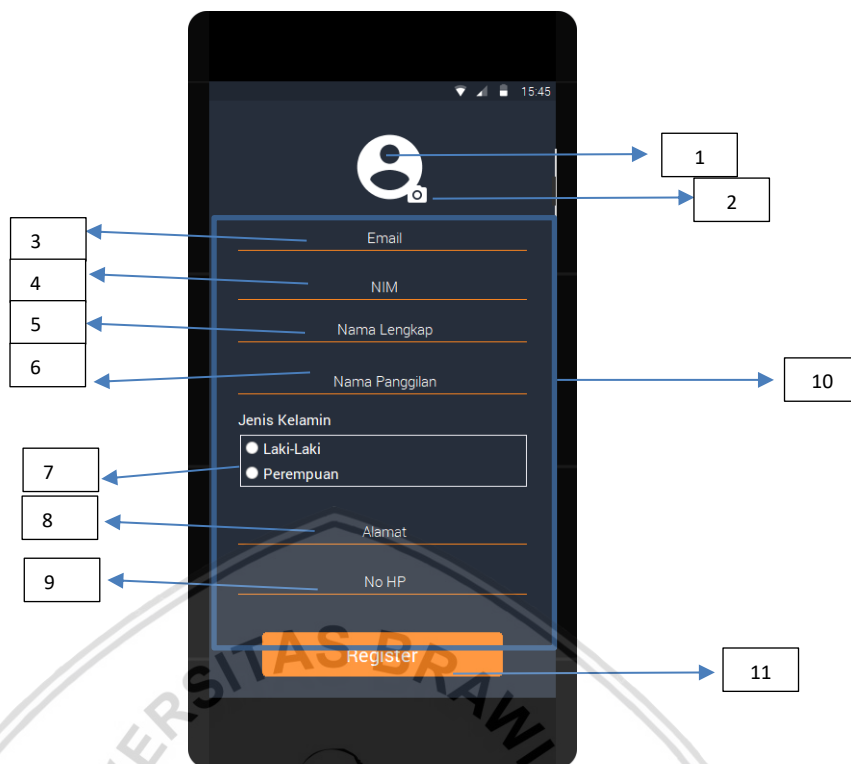 15:45
1
2
3
Email
4
NIM
5
Nama Lengkap
6
Nama Panggilan
10
Jenis Kelamin
7
Laki-Laki
Perempuan
8
Alamat
9
No HP
Register
11
ERSITAS BRAWI